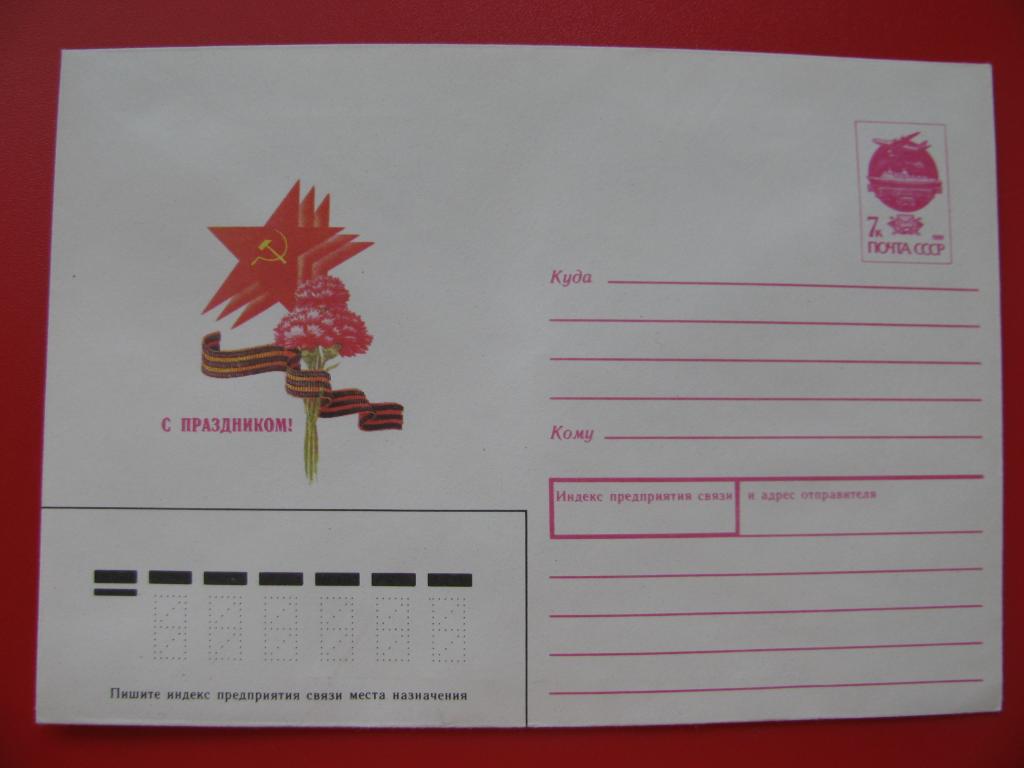 7к
ПОЧТА СССР
Куда
С ПРАЗДНИКОМ!
Кому
Индекс предприятия связи и адрес отправителя
Пишите индекс предприятия связи места назначения